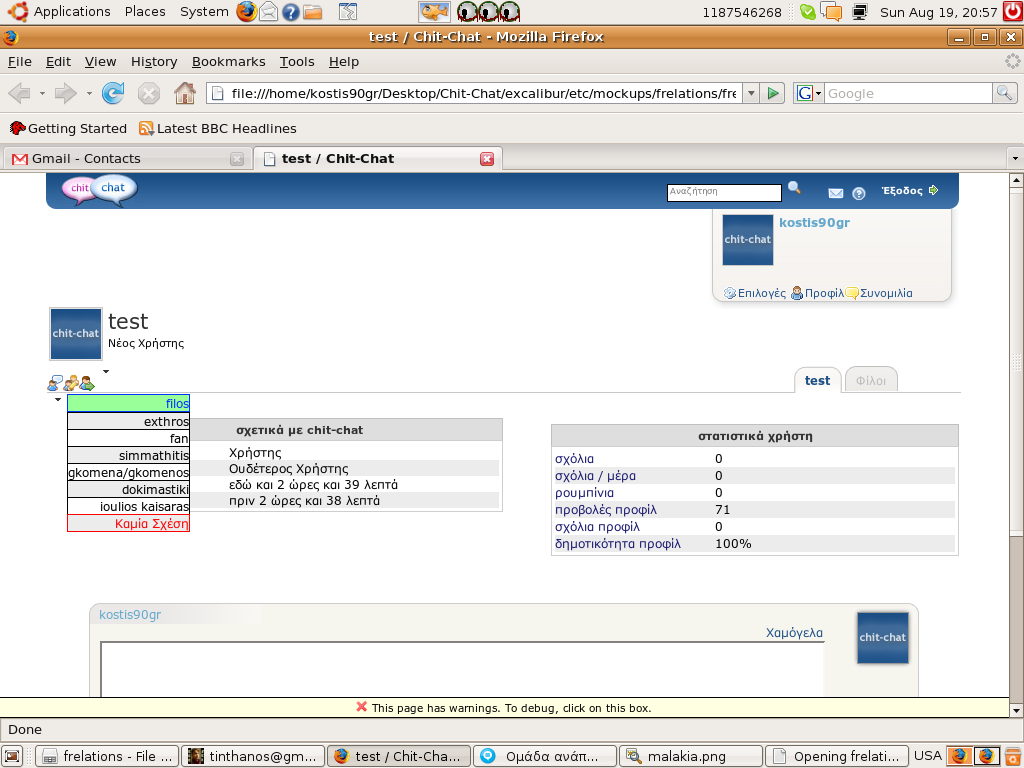 Applications Places System 1187546268 Sun Aug 19, 20:57
test / Chit-Chat - Mozilla Firefox
File Edit View History Bookmarks Tools Help
file:///home/kostis90gr/Desktop/Chit-Chat/excalibur/etc/mockups/frelations/fre G Google
Getting Started Latest BBC Headlines
Gmail - Contacts test / Chit-Chat
chit chat Αναζήτηση Έξοδος
chit-chat kostis90gr
Επιλογές Προφίλ Συνομιλία
chit-chat test
Νέος Χρήστης
test Φίλοι
filos
exthros
fan
simmathitis
gkomena/gkomenos
dokimastiki
ioulios kaisaras
Καμία Σχέση
σχετικά με chit-chat
Χρήστης
Ουδέτερος Χρήστης
εδώ και 2 ώρες και 39 λεπτά
πριν 2 ώρες και 38 λεπτά
στατιστικά χρήστη
σχόλια 0
σχόλια / μέρα 0
ρουμπίνια 0
προβολές προφίλ 71
σχόλια προφίλ 0
δημοτικότητα προφίλ 100%
kostis90gr
Χαμόγελα
chit-chat
This page has warnings. To debug, click on this box.
Done
frelations - File ... tinthanos@gm... test / Chit-Cha... Ομάδα ανάπ... malakia.png Opening frelati... USA